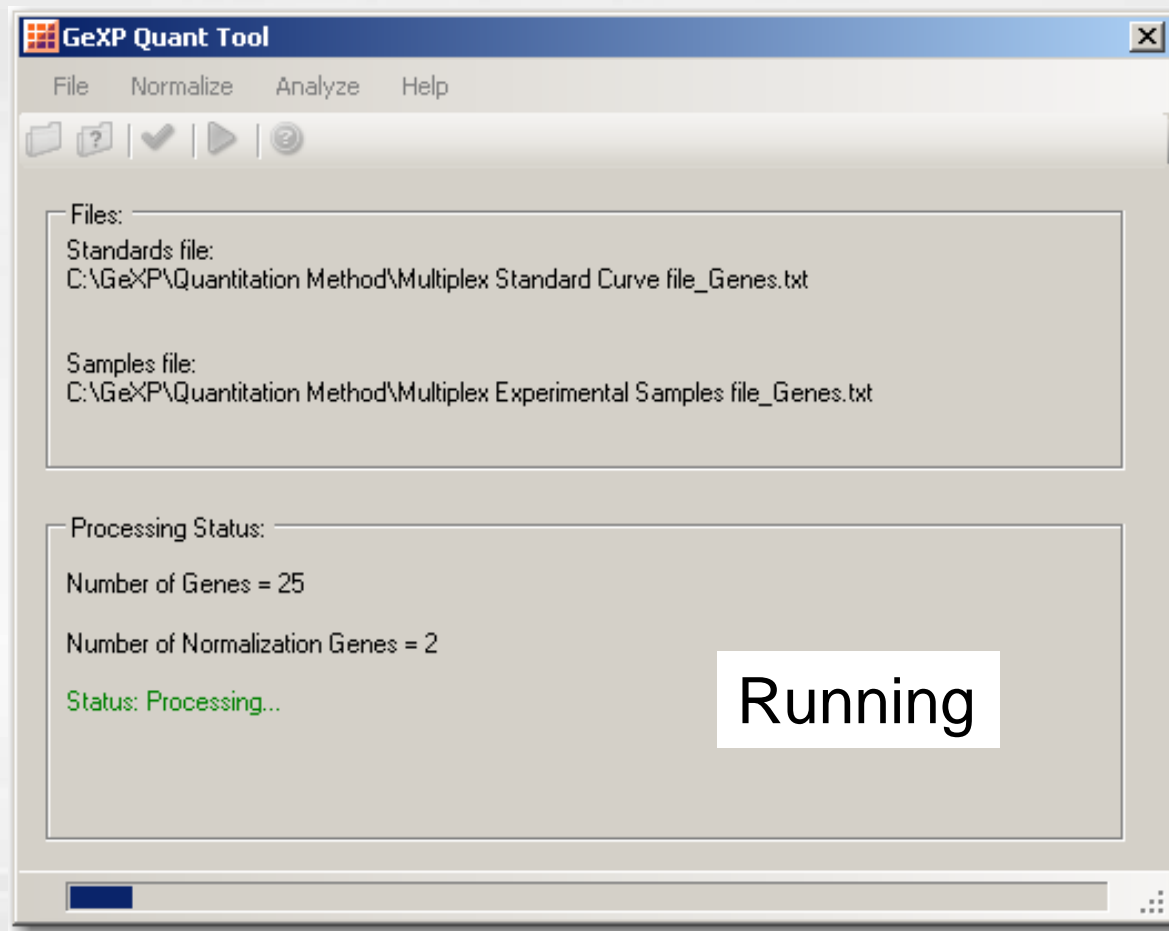 GeXP Quant Tool
File Normalize Analyze Help
Files:
Standards file:
C:\GeXP\Quantitation Method\Multiplex Standard Curve file_Genes.txt
Samples file:
C:\GeXP\Quantitation Method\Multiplex Experimental Samples file_Genes.txt
Processing Status:
Number of Genes = 25
Number of Normalization Genes = 2
Status: Processing...
Running